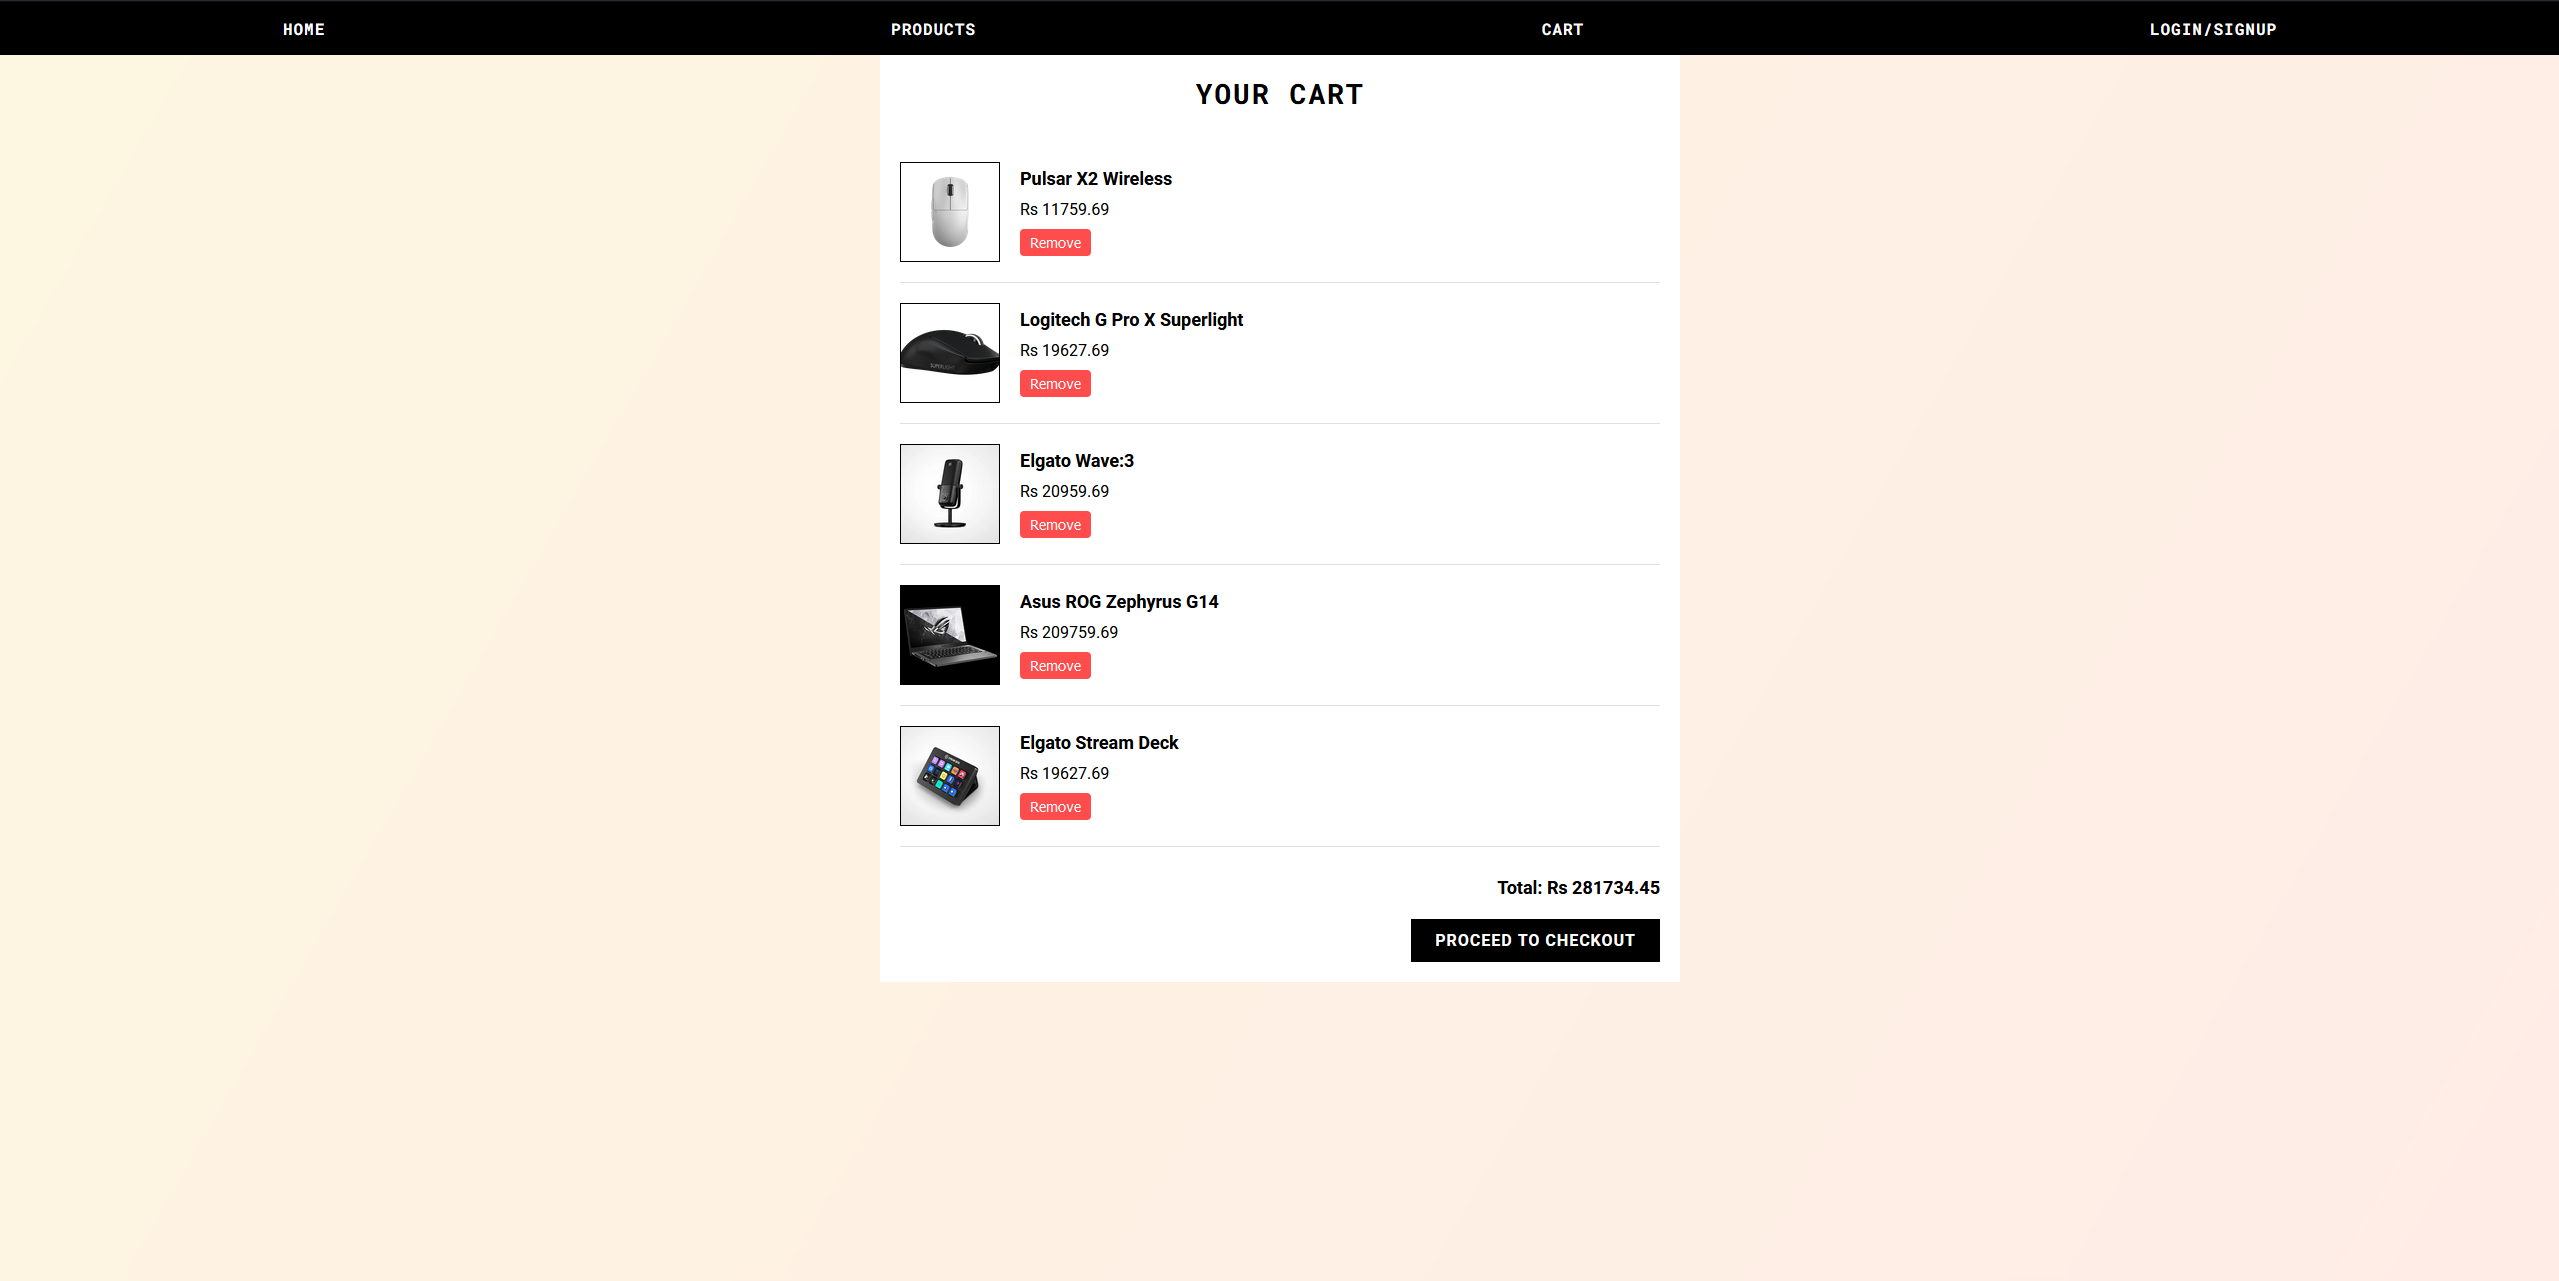 HOME PRODUCTS CART LOGIN/SIGNUP
YOUR CART
Pulsar X2 Wireless
Rs 11759.69
Remove
Logitech G Pro X Superlight
Rs 19627.69
Remove
SUPERLIGHT
Elgato Wave:3
Rs 20959.69
Remove
Asus ROG Zephyrus G14
Rs 209759.69
Remove
Elgato Stream Deck
Rs 19627.69
Remove
Total: Rs 281734.45
PROCEED TO CHECKOUT